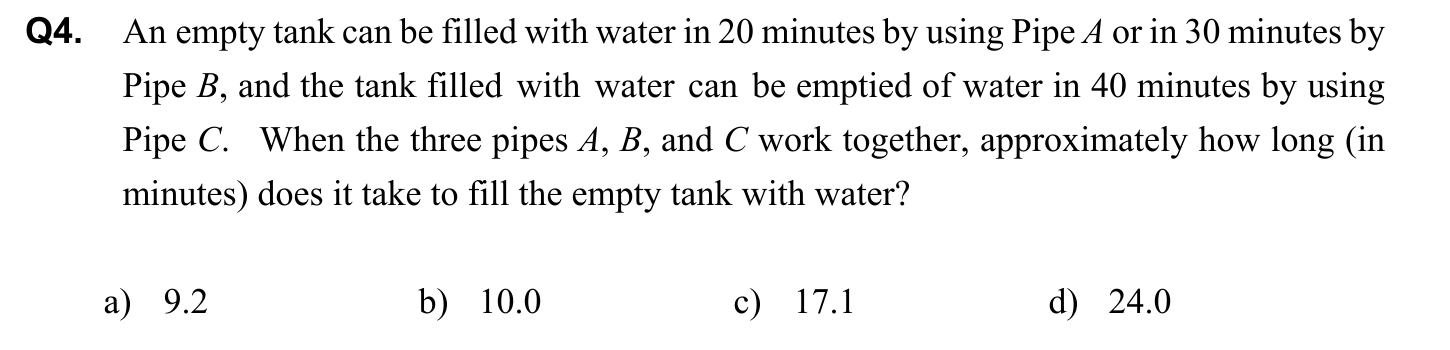 Q4. An empty tank can be filled with water in 20 minutes by using Pipe A or in 30 minutes by
Pipe B, and the tank filled with water can be emptied of water in 40 minutes by using
Pipe C. When the three pipes A, B, and C work together, approximately how long (in
minutes) does it take to fill the empty tank with water?
a) 9.2 b) 10.0 c) 17.1 d) 24.0